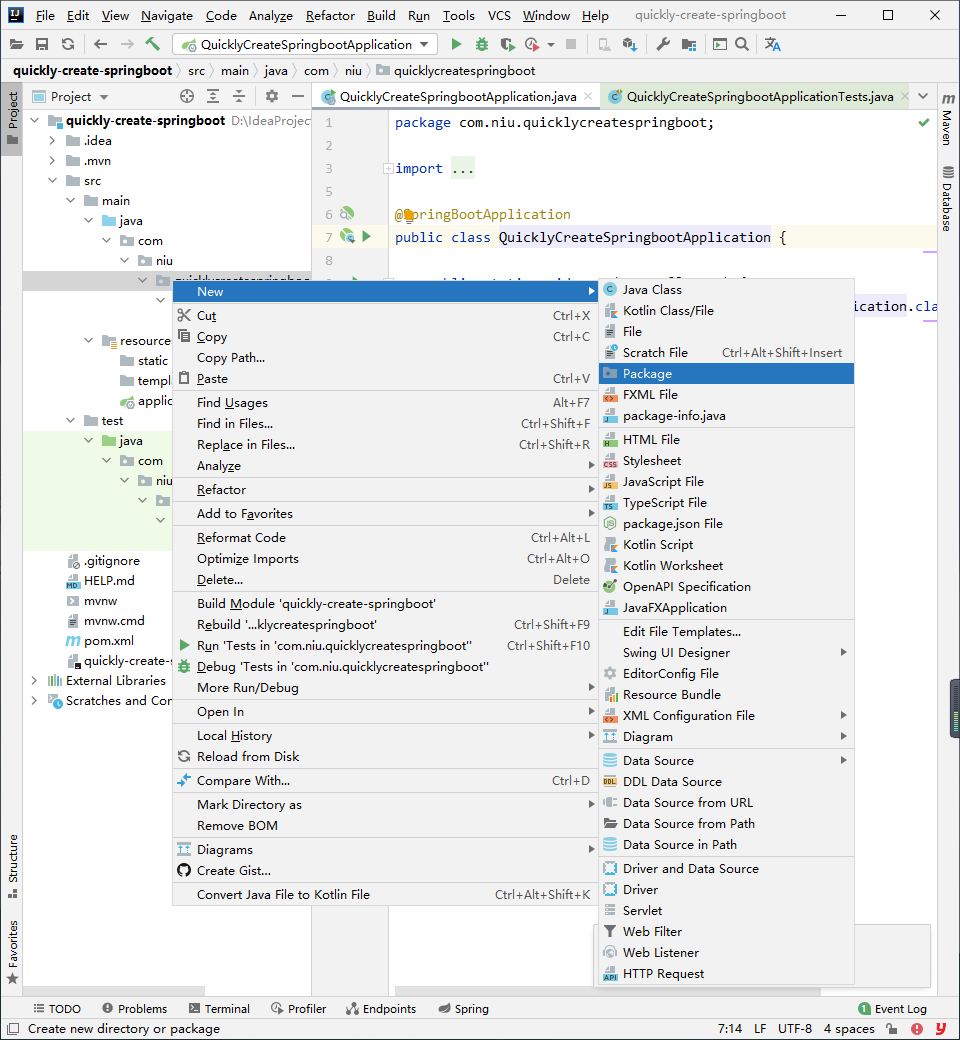 File Edit View Navigate Code Analyze Refactor Build Run Tools VCS Window Help quickly-create-springboot
QuicklyCreateSpringbootApplication
quickly-create-springboot src main java com niu quicklycreatespringboot
Project
QuicklyCreateSpringbootApplication.java
QuicklyCreateSpringbootApplicationTests.java
Project
Structure
Favorites
Maven
Database
quickly-create-springboot D:\IdeaProjec
.idea
.mvn
src
main
java
com
niu
resource
static
templ
applic
test
java
com
niu
.gitignore
HELP.md
mvnw
mvnw.cmd
pom.xml
quickly-create-s
External Libraries
Scratches and Con
1 package com.niu.quicklycreatespringboot;
2
3 import ...
5
6 @SpringBootApplication
7 public class QuicklyCreateSpringbootApplication {
8
ication.cla
New
Cut Ctrl+X
Copy Ctrl+C
Copy Path...
Paste Ctrl+V
Find Usages Alt+F7
Find in Files... Ctrl+Shift+F
Replace in Files... Ctrl+Shift+R
Analyze
Refactor
Add to Favorites
Reformat Code Ctrl+Alt+L
Optimize Imports Ctrl+Alt+O
Delete... Delete
Build Module 'quickly-create-springboot'
Rebuild '...klycreatespringboot' Ctrl+Shift+F9
Run 'Tests in 'com.niu.quicklycreatespringboot'' Ctrl+Shift+F10
Debug 'Tests in 'com.niu.quicklycreatespringboot''
More Run/Debug
Open In
Local History
Reload from Disk
Compare With... Ctrl+D
Mark Directory as
Remove BOM
Diagrams
Create Gist...
Convert Java File to Kotlin File Ctrl+Alt+Shift+K
Java Class
Kotlin Class/File
File
Scratch File Ctrl+Alt+Shift+Insert
Package
FXML File
package-info.java
HTML File
Stylesheet
JavaScript File
TypeScript File
package.json File
Kotlin Script
Kotlin Worksheet
OpenAPI Specification
JavaFXApplication
Edit File Templates...
Swing UI Designer
EditorConfig File
Resource Bundle
XML Configuration File
Diagram
Data Source
DDL Data Source
Data Source from URL
Data Source from Path
Data Source in Path
Driver and Data Source
Driver
Servlet
Web Filter
Web Listener
HTTP Request
TODO Problems Terminal Profiler Endpoints Spring 1 Event Log
Create new directory or package 7:14 LF UTF-8 4 spaces